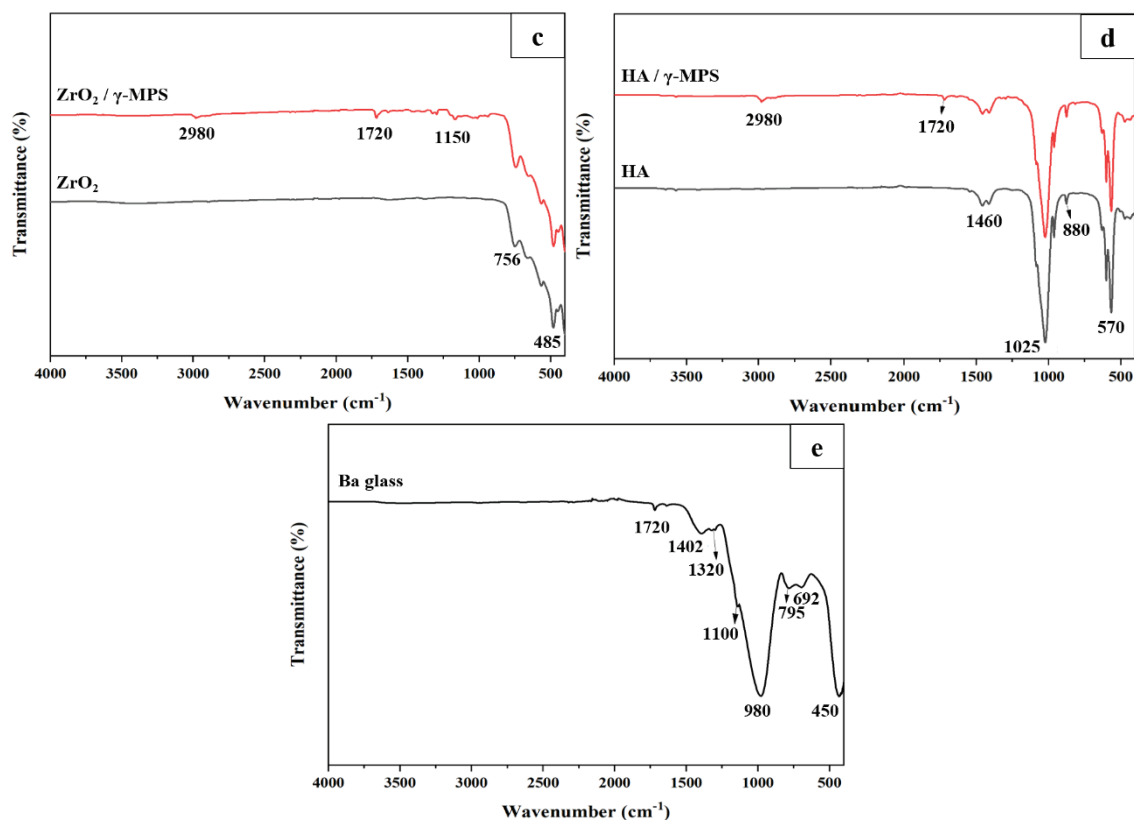 c
ZrO₂ / γ-MPS
2980
1720
1150
ZrO₂
756
485
Transmittance (%)
4000 3500 3000 2500 2000 1500 1000 500
Wavenumber (cm⁻¹)
d
HA / γ-MPS
2980
1720
HA
1460
880
1025
570
Transmittance (%)
4000 3500 3000 2500 2000 1500 1000 500
Wavenumber (cm⁻¹)
e
Ba glass
1720
1402
1320
1100
795
692
980
450
Transmittance (%)
4000 3500 3000 2500 2000 1500 1000 500
Wavenumber (cm⁻¹)